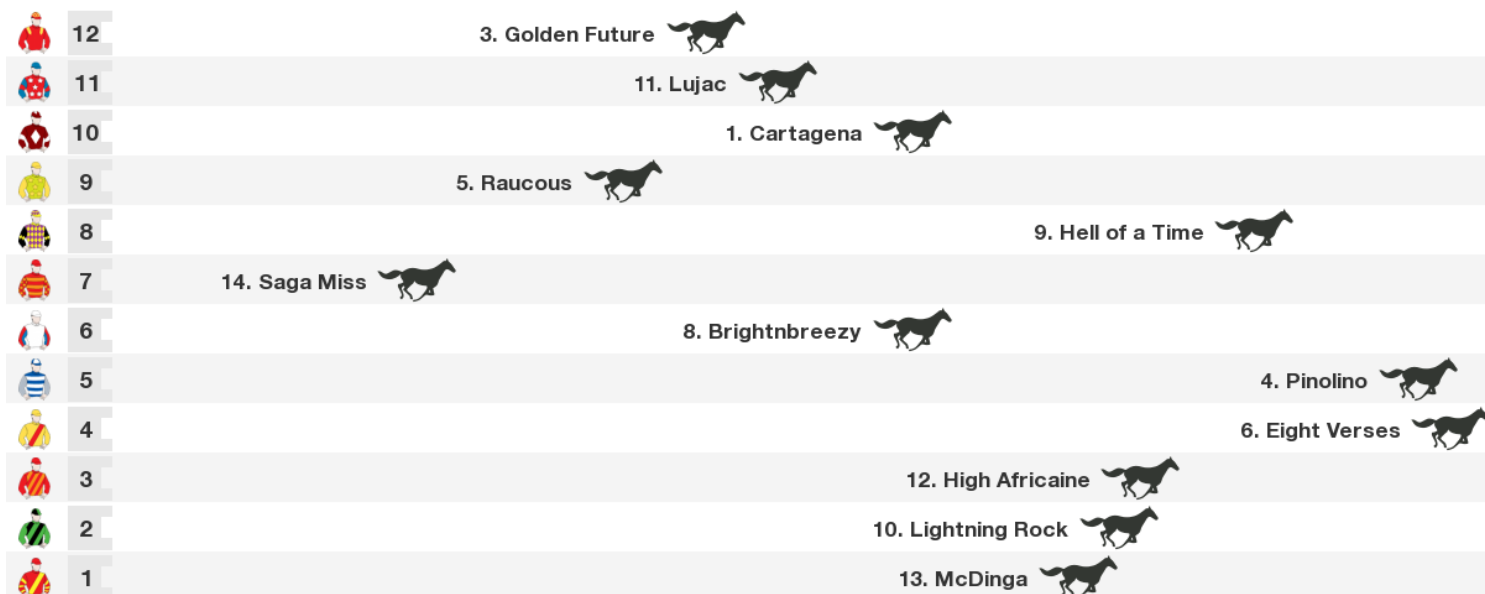 12 3. Golden Future
11 11. Lujac
10 1. Cartagena
9 5. Raucous
8 9. Hell of a Time
7 14. Saga Miss
6 8. Brightnbreezy
5 4. Pinolino
4 6. Eight Verses
3 12. High Africaine
2 10. Lightning Rock
1 13. McDinga